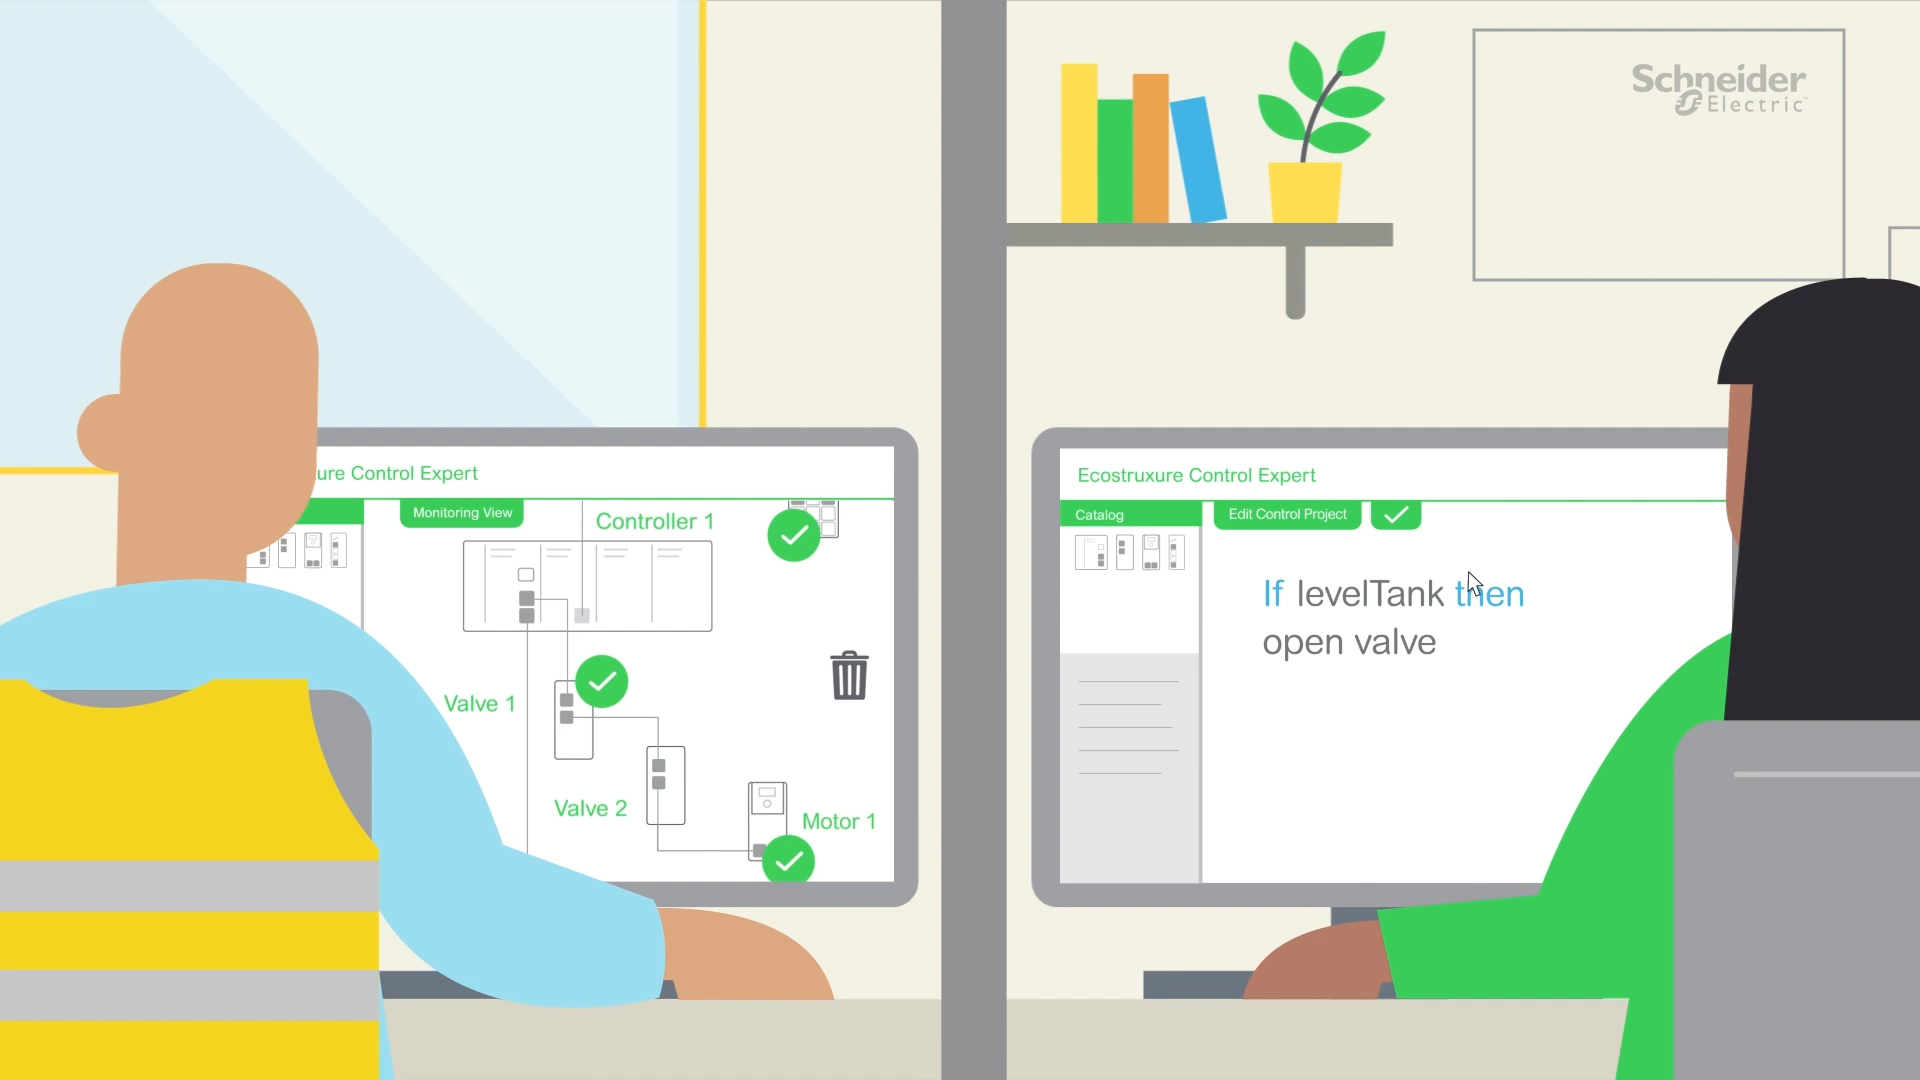 Schneider
Electric
ure Control Expert
Monitoring View
Controller 1
Valve 1
Valve 2
Motor 1
Ecostruxure Control Expert
Catalog
Edit Control Project
If levelTank then
open valve